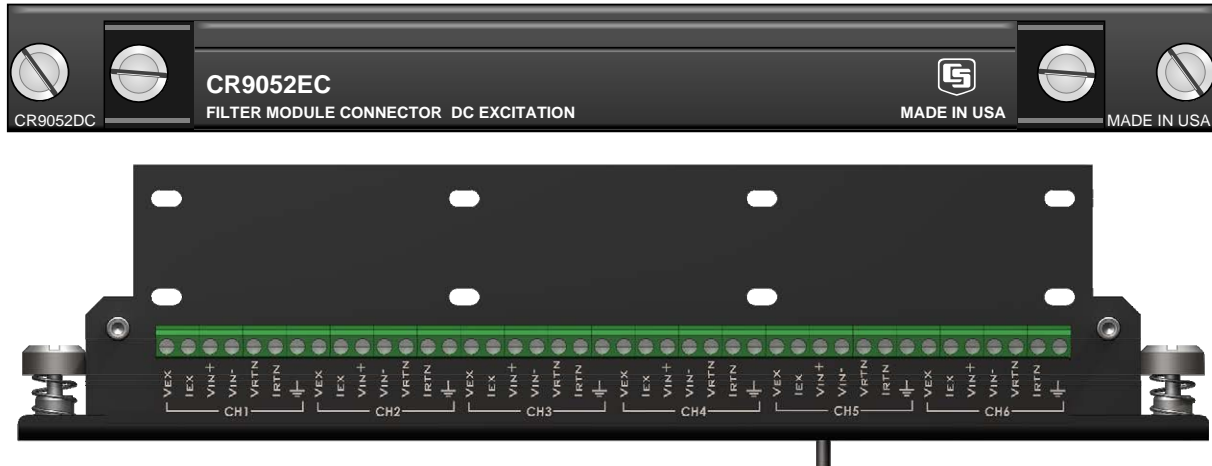 CR9052EC
FILTER MODULE CONNECTOR DC EXCITATION
MADE IN USA
CR9052DC
MADE IN USA
VEX IEX VIN+ VIN- VRTN IRTN VEX IEX VIN+ VIN- VRTN IRTN VEX IEX VIN+ VIN- VRTN IRTN VEX IEX VIN+ VIN- VRTN IRTN VEX IEX VIN+ VIN- VRTN IRTN VEX IEX VIN+ VIN- VRTN IRTN
CH1 CH2 CH3 CH4 CH5 CH6